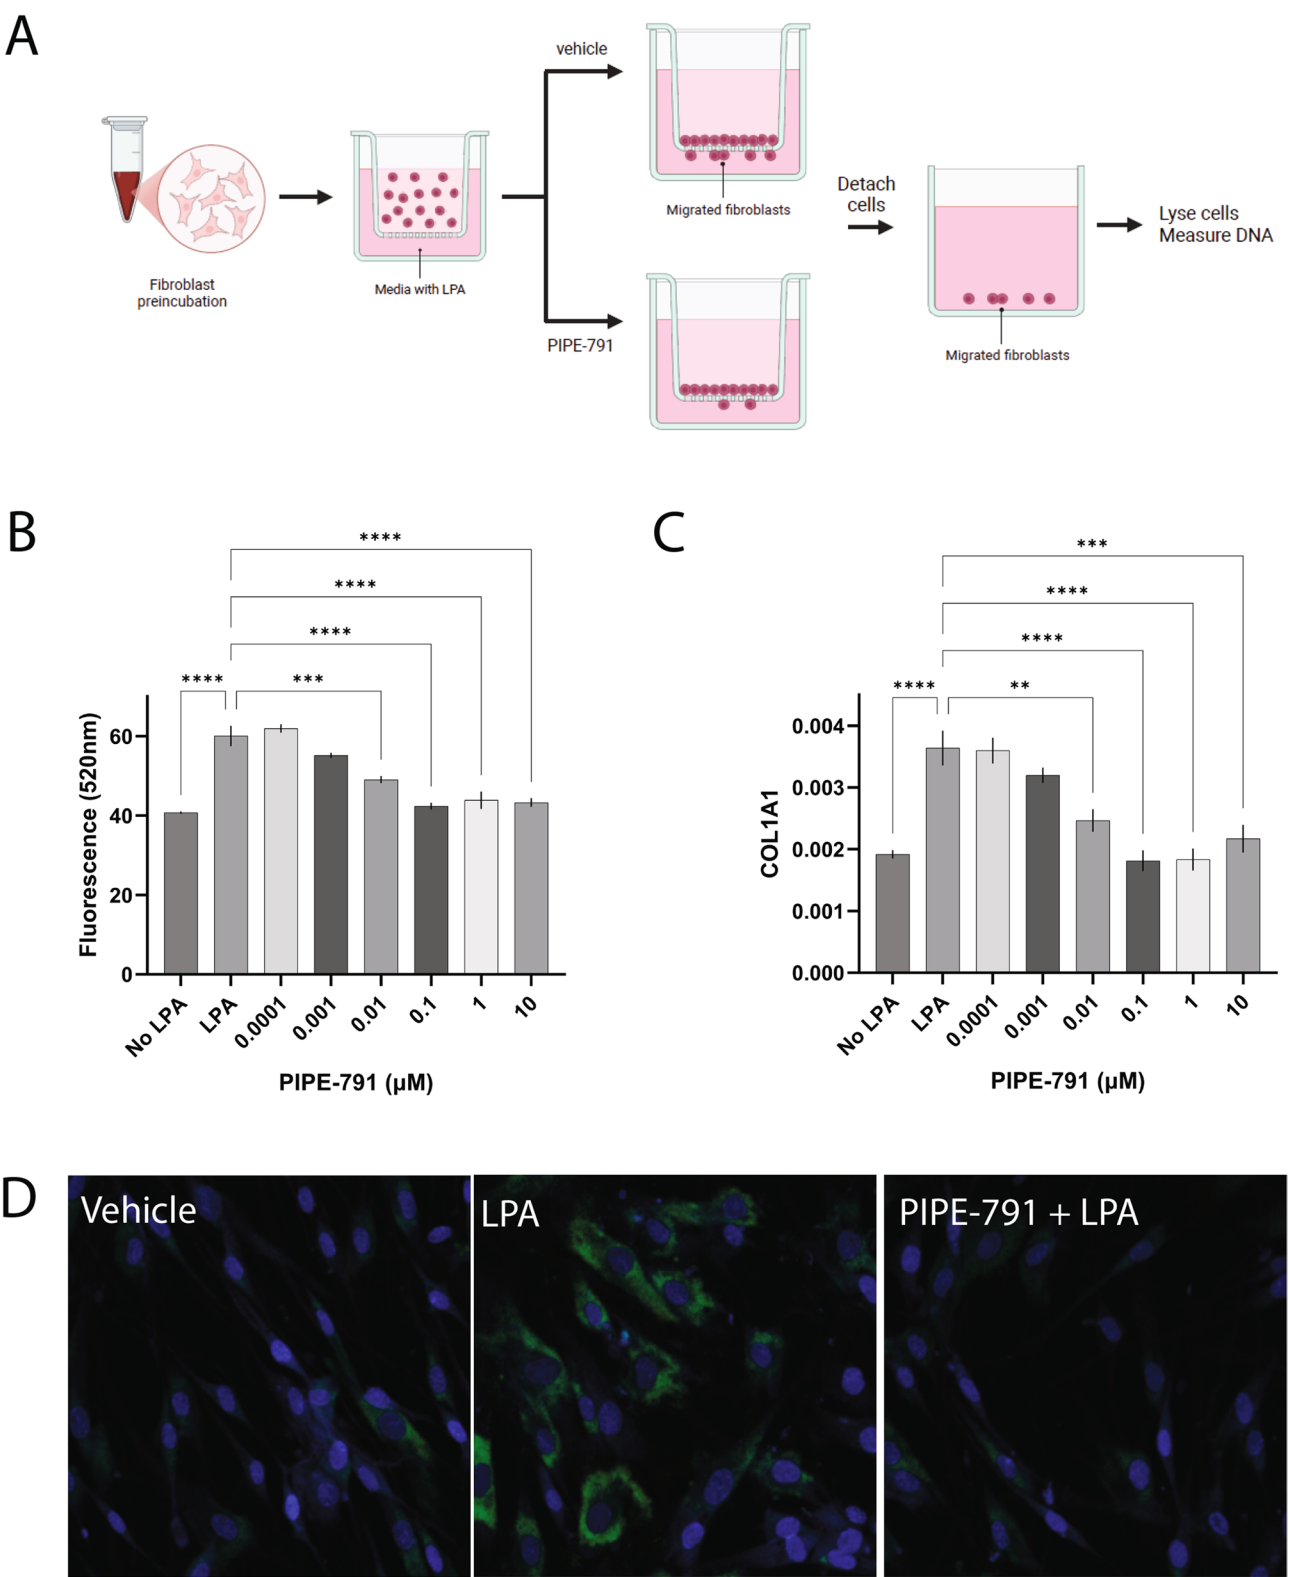 A
vehicle
Fibroblast
preincubation
Media with LPA
Migrated fibroblasts
PIPE-791
Detach
cells
Migrated fibroblasts
Lyse cells
Measure DNA
B
****
****
****
****
***
Fluorescence (520nm)
60
40
20
0
No LPA
LPA
0.0001
0.001
0.01
0.1
1
10
PIPE-791 (µM)
C
***
****
****
****
**
COL1A1
0.004
0.003
0.002
0.001
0.000
No LPA
LPA
0.0001
0.001
0.01
0.1
1
10
PIPE-791 (µM)
D
Vehicle
LPA
PIPE-791 + LPA